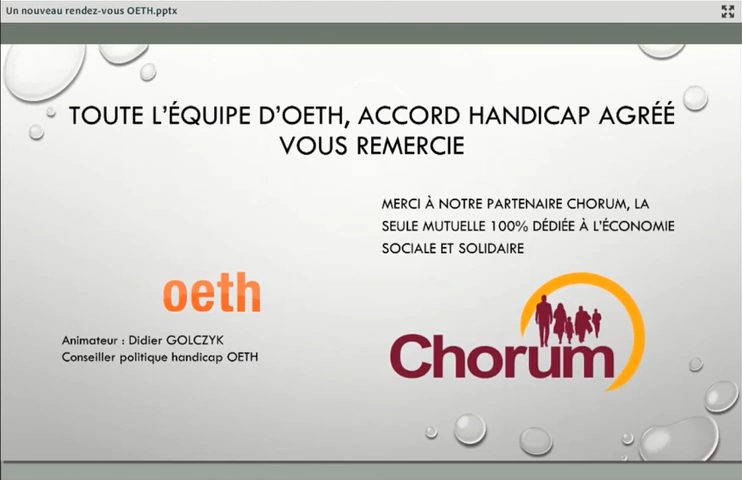 Un nouveau rendez-vous OETH.pptx
TOUTE L'ÉQUIPE D'OETH, ACCORD HANDICAP AGRÉÉ
VOUS REMERCIE
MERCI À NOTRE PARTENAIRE CHORUM, LA
SEULE MUTUELLE 100% DÉDIÉE À L'ÉCONOMIE
SOCIALE ET SOLIDAIRE
oeth
Animateur : Didier GOLCZYK
Conseiller politique handicap OETH
Chorum